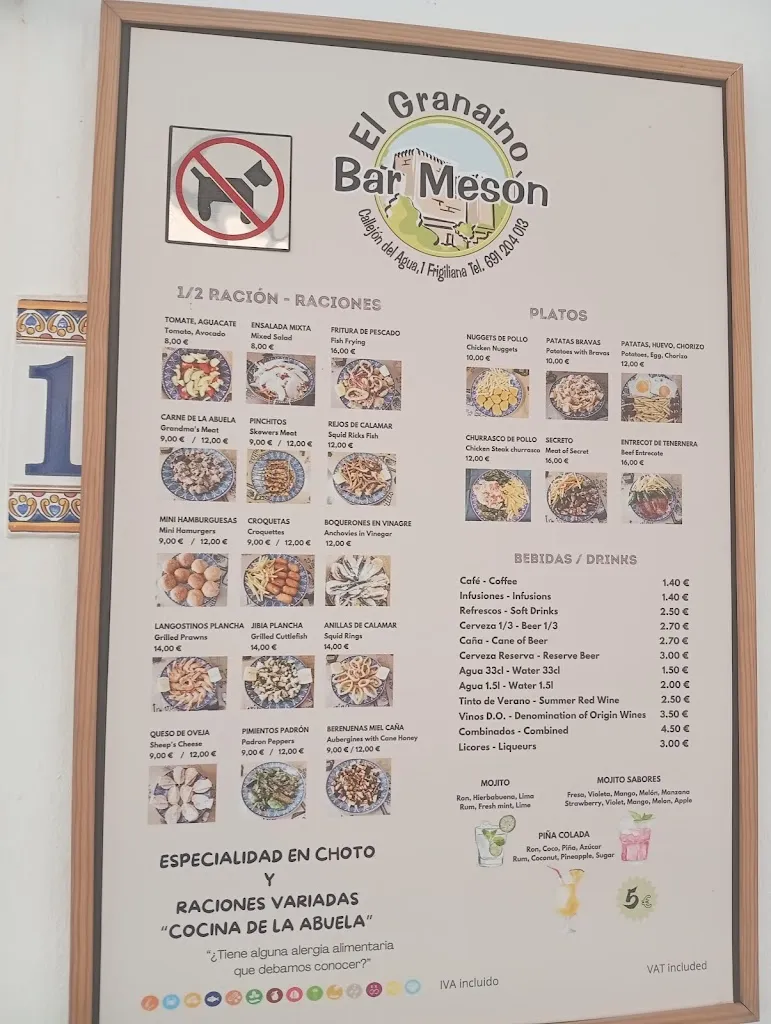 El Granaino
Bar Mesón
Callejón del Agua,1 Frigiliana Tel. 691 204 013
1
1/2 RACIÓN - RACIONES
TOMATE, AGUACATE
Tomato, Avocado
8,00 €
ENSALADA MIXTA
Mixed Salad
8,00 €
FRITURA DE PESCADO
Fish Frying
16,00 €
CARNE DE LA ABUELA
Grandma's Meat
9,00 € / 12,00 €
PINCHITOS
Skewers Meat
9,00 € / 12,00 €
REJOS DE CALAMAR
Squid Ricks Fish
12,00 €
MINI HAMBURGUESAS
Mini Hamurgers
9,00 € / 12,00 €
CROQUETAS
Croquettes
9,00 € / 12,00 €
BOQUERONES EN VINAGRE
Anchovies in Vinegar
12,00 €
LANGOSTINOS PLANCHA
Grilled Prawns
14,00 €
JIBIA PLANCHA
Grilled Cuttlefish
14,00 €
ANILLAS DE CALAMAR
Squid Rings
14,00 €
QUESO DE OVEJA
Sheep's Cheese
9,00 € / 12,00 €
PIMIENTOS PADRÓN
Padron Peppers
9,00 € / 12,00 €
BERENJENAS MIEL CAÑA
Aubergines with Cane Honey
9,00 € / 12,00 €
ESPECIALIDAD EN CHOTO
Y
RACIONES VARIADAS
"COCINA DE LA ABUELA"
"¿Tiene alguna alergia alimentaria
que debamos conocer?"
PLATOS
NUGGETS DE POLLO
Chicken Nuggets
10,00 €
PATATAS BRAVAS
Patatoes with Bravas
10,00 €
PATATAS, HUEVO, CHORIZO
Potatoes, Egg, Chorizo
12,00 €
CHURRASCO DE POLLO
Chicken Steak churrasco
12,00 €
SECRETO
Meat of Secret
16,00 €
ENTRECOT DE TENERNERA
Beef Entrecote
16,00 €
BEBIDAS / DRINKS
Café - Coffee 1.40 €
Infusiones - Infusions 1.40 €
Refrescos - Soft Drinks 2.50 €
Cerveza 1/3 - Beer 1/3 2.70 €
Caña - Cane of Beer 2.70 €
Cerveza Reserva - Reserve Beer 3.00 €
Agua 33cl - Water 33cl 1.50 €
Agua 1.5l - Water 1.5l 2.00 €
Tinto de Verano - Summer Red Wine 2.50 €
Vinos D.O. - Denomination of Origin Wines 3.50 €
Combinados - Combined 4.50 €
Licores - Liqueurs 3.00 €
MOJITO
Ron, Hierbabuena, Lima
Rum, Fresh mint, Lime
MOJITO SABORES
Fresa, Violeta, Mango, Melón, Manzana
Strawberry, Violet, Mango, Melon, Apple
PIÑA COLADA
Ron, Coco, Piña, Azúcar
Rum, Coconut, Pineapple, Sugar
5€
IVA incluido
VAT included